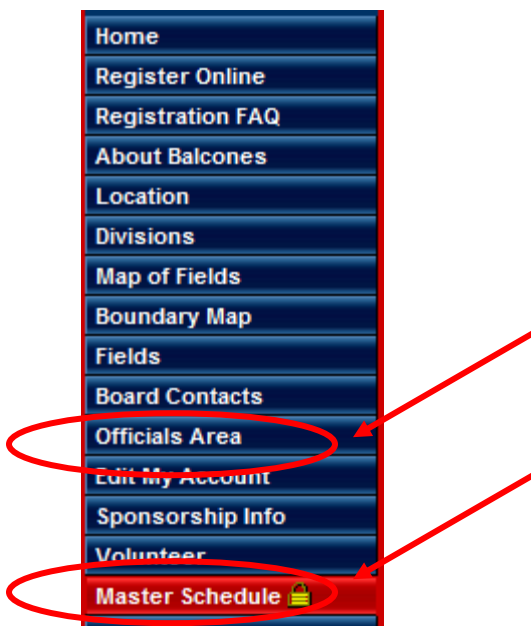 Home
Register Online
Registration FAQ
About Balcones
Location
Divisions
Map of Fields
Boundary Map
Fields
Board Contacts
Officials Area
Edit My Account
Sponsorship Info
Volunteer
Master Schedule